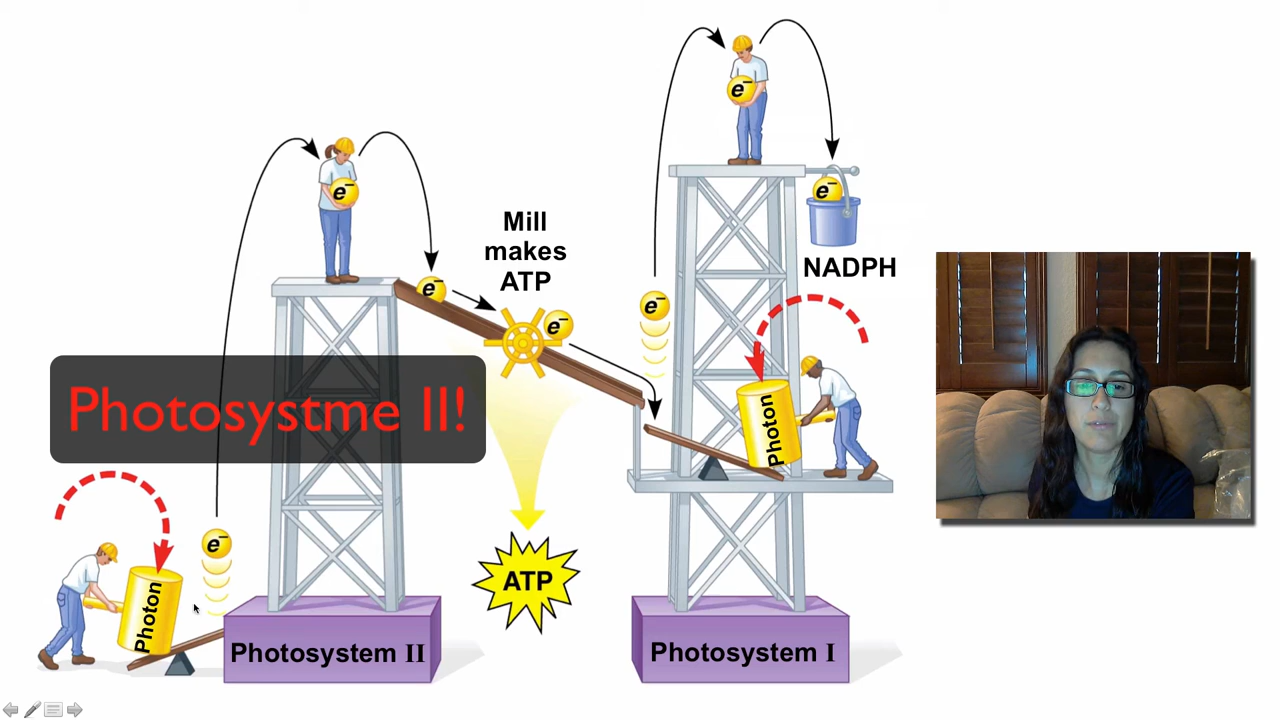 e−
e−
e−
Mill
makes
ATP
e−
e−
NADPH
e−
e−
Photon
Photosystme II!
e−
Photon
ATP
Photosystem II
Photosystem I